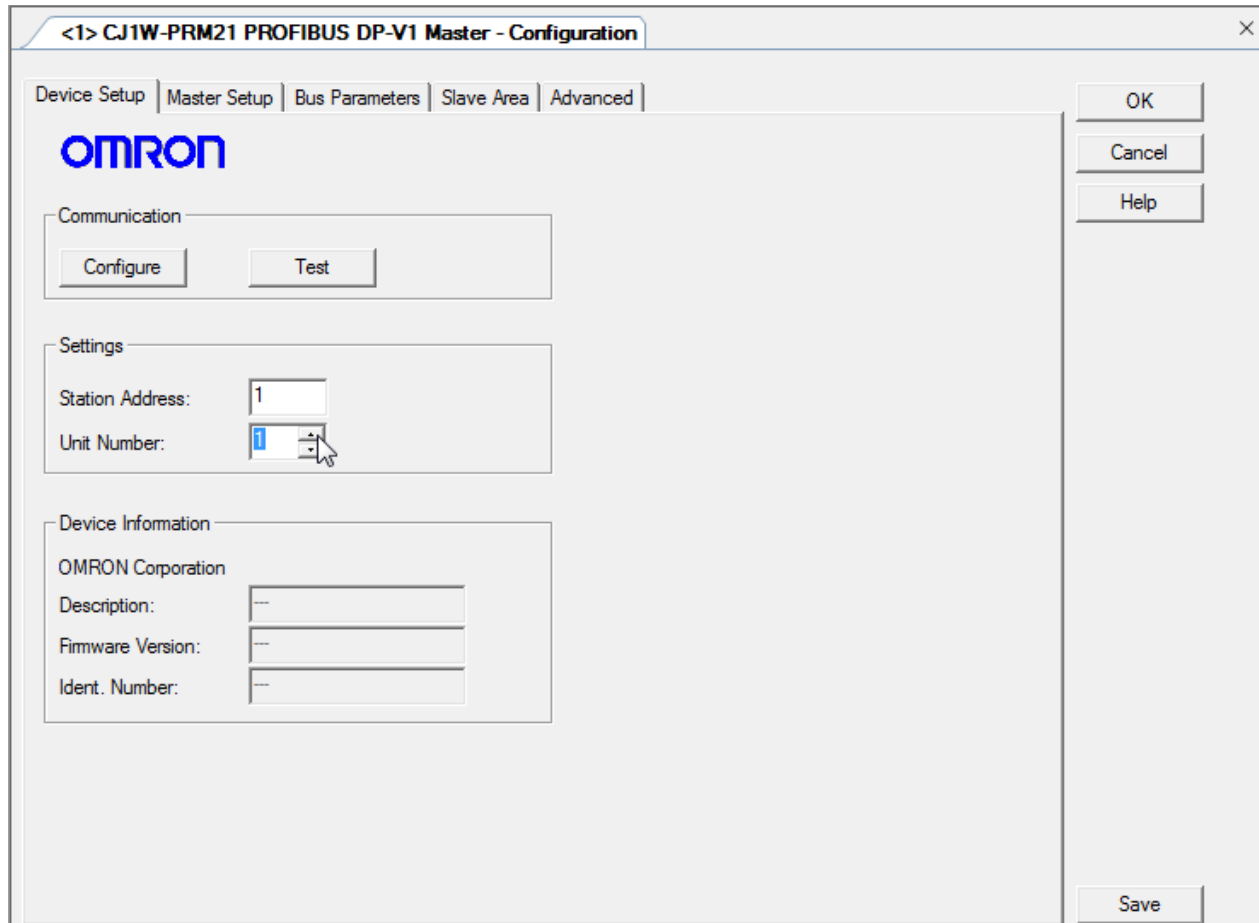 <1> CJ1W-PRM21 PROFIBUS DP-V1 Master - Configuration
Device Setup Master Setup Bus Parameters Slave Area Advanced
OK
OMRON
Cancel
Help
Communication
Configure Test
Settings
Station Address: 1
Unit Number: 1
Device Information
OMRON Corporation
Description: ---
Firmware Version: ---
Ident. Number: ---
Save